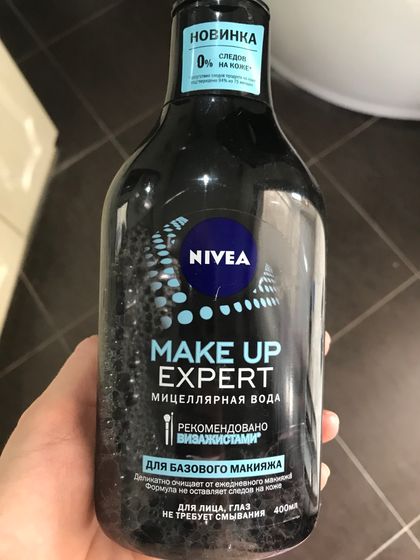 НОВИНКА
0% СЛЕДОВ
НА КОЖЕ*
NIVEA
MAKE UP
EXPERT
МИЦЕЛЛЯРНАЯ ВОДА
РЕКОМЕНДОВАНО
ВИЗАЖИСТАМИ*
ДЛЯ БАЗОВОГО МАКИЯЖА
Деликатно очищает от ежедневного макияжа
Формула не оставляет следов на коже
ДЛЯ ЛИЦА, ГЛАЗ
НЕ ТРЕБУЕТ СМЫВАНИЯ
400мл